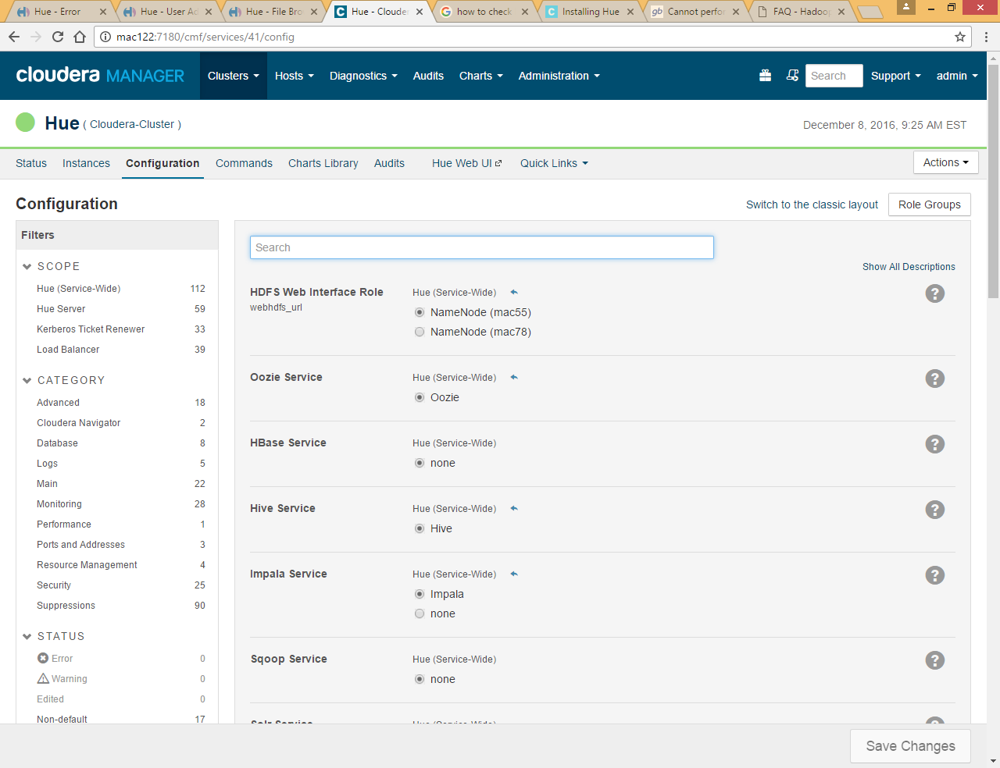 Hue - Error
Hue - User Ad
Hue - File Bro
Hue - Clouder
how to check
Installing Hue
Cannot perfor
FAQ - Hadoop
mac122:7180/cmf/services/41/config
cloudera MANAGER
Clusters
Hosts
Diagnostics
Audits
Charts
Administration
Search
Support
admin
Hue ( Cloudera-Cluster )
December 8, 2016, 9:25 AM EST
Status
Instances
Configuration
Commands
Charts Library
Audits
Hue Web UI
Quick Links
Actions
Configuration
Switch to the classic layout
Role Groups
Filters
SCOPE
Hue (Service-Wide) 112
Hue Server 59
Kerberos Ticket Renewer 33
Load Balancer 39
CATEGORY
Advanced 18
Cloudera Navigator 2
Database 8
Logs 5
Main 22
Monitoring 28
Performance 1
Ports and Addresses 3
Resource Management 4
Security 25
Suppressions 90
STATUS
Error 0
Warning 0
Edited 0
Non-default 17
Search
Show All Descriptions
HDFS Web Interface Role
webhdfs_url
Hue (Service-Wide)
NameNode (mac55)
NameNode (mac78)
Oozie Service
Hue (Service-Wide)
Oozie
HBase Service
Hue (Service-Wide)
none
Hive Service
Hue (Service-Wide)
Hive
Impala Service
Hue (Service-Wide)
Impala
none
Sqoop Service
Hue (Service-Wide)
none
Solr Service
Hue (Service-Wide)
Save Changes